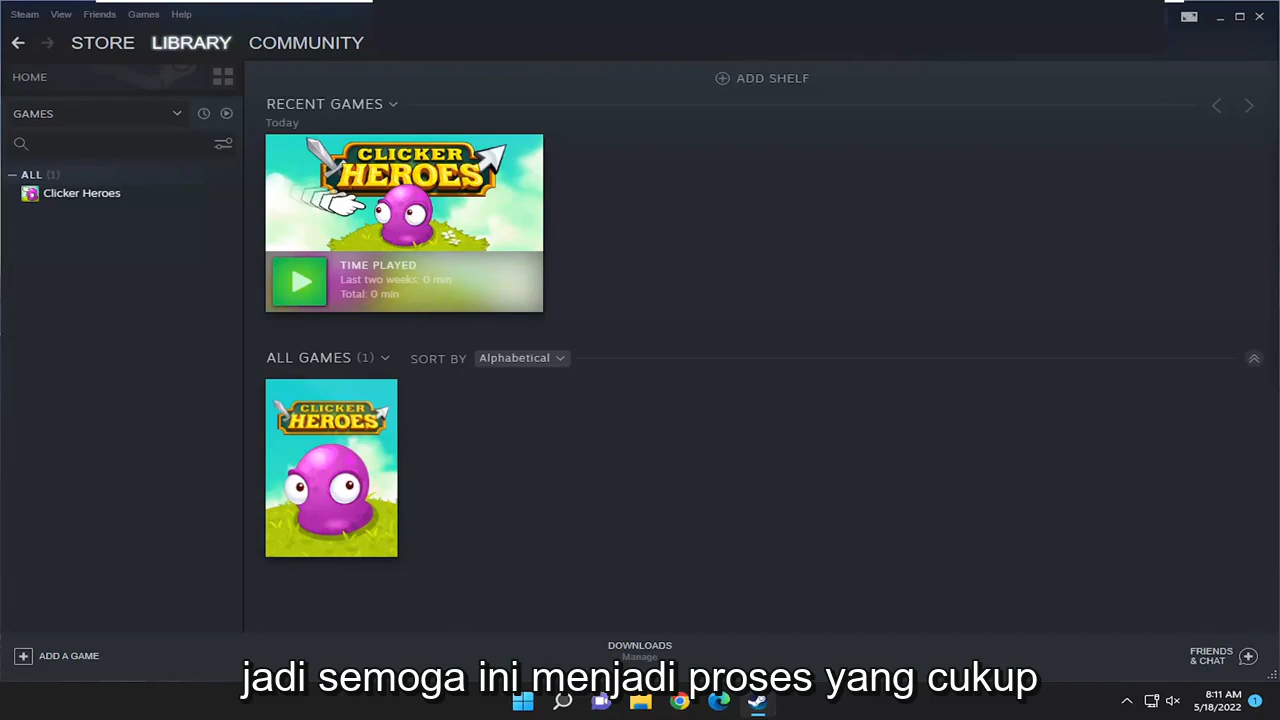 Steam View Friends Games Help
STORE LIBRARY COMMUNITY
HOME
ADD SHELF
GAMES
RECENT GAMES
Today
CLICKER
HEROES
ALL (1)
Clicker Heroes
TIME PLAYED
Last two weeks: 0 min
Total: 0 min
ALL GAMES (1) SORT BY Alphabetical
CLICKER
HEROES
ADD A GAME
DOWNLOADS
Manage
FRIENDS
& CHAT
jadi semoga ini menjadi proses yang cukup
8:11 AM
5/18/2022
1